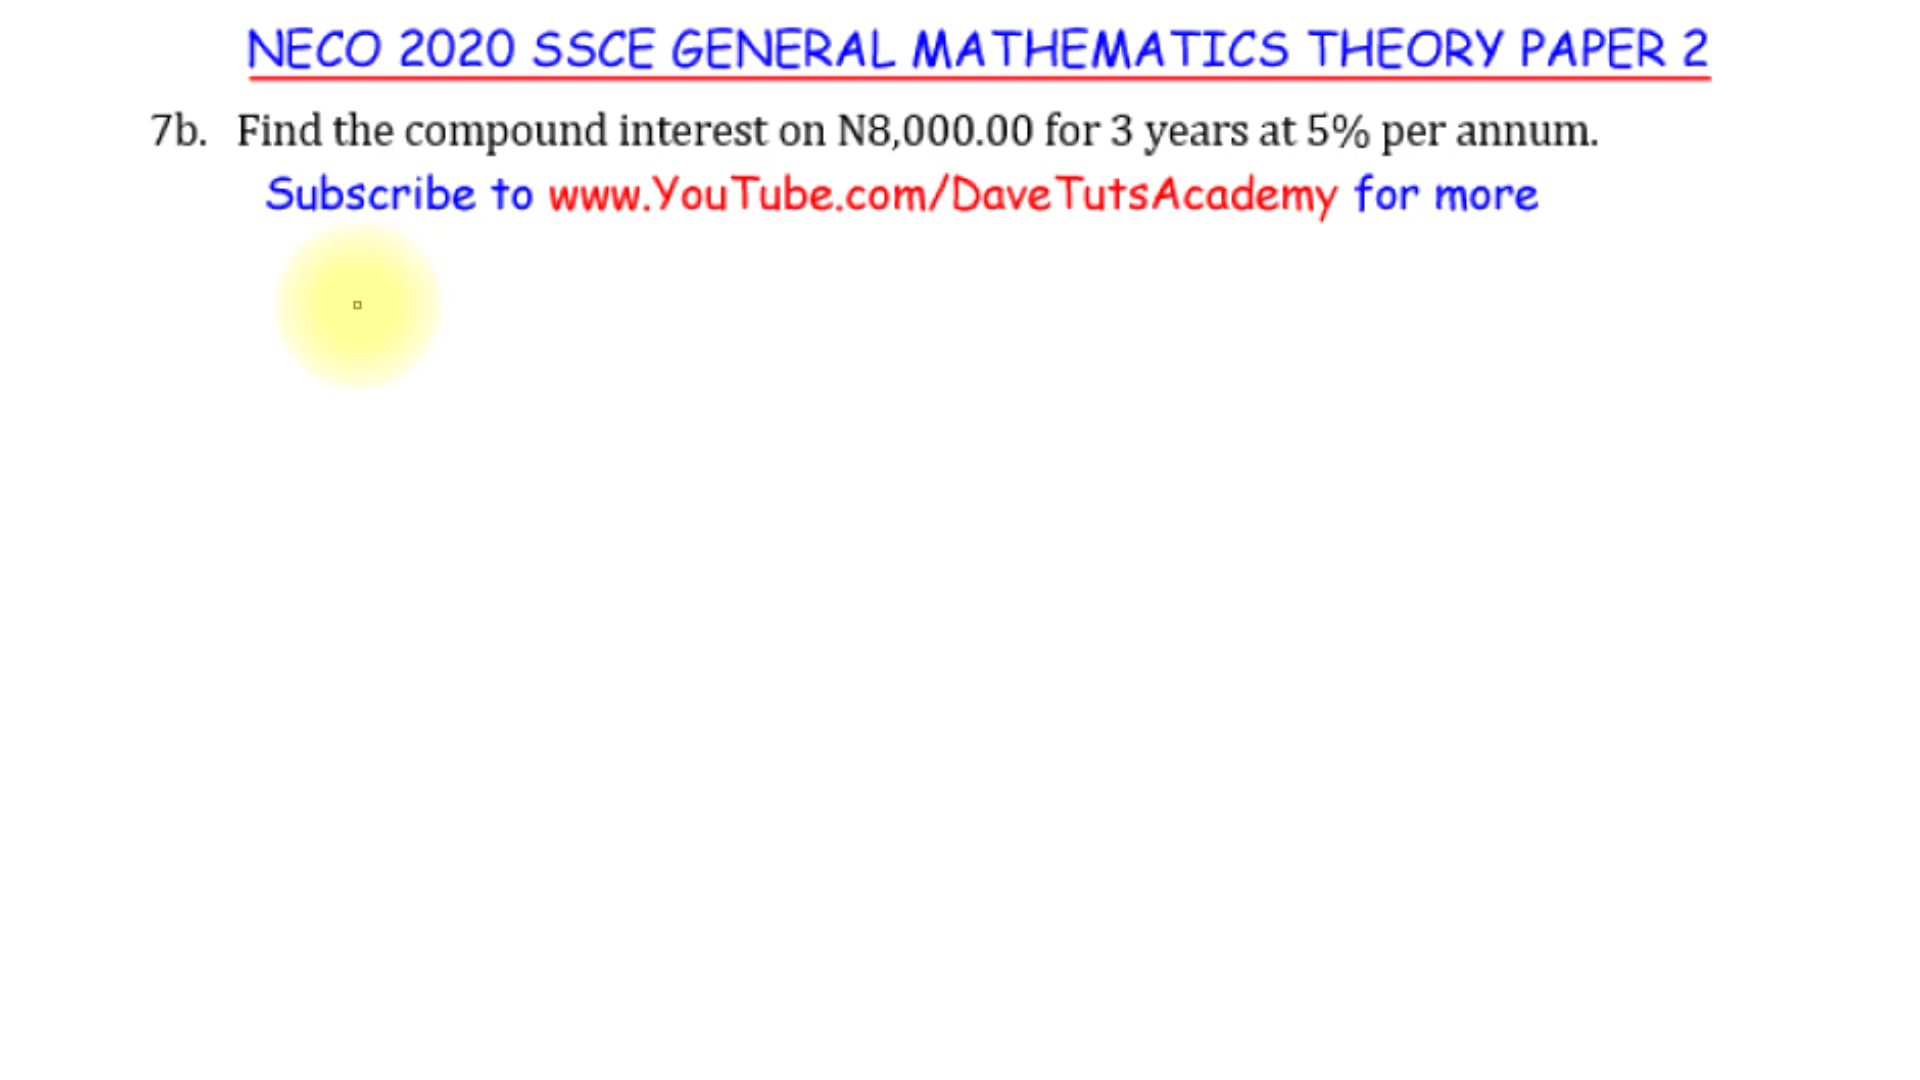 NECO 2020 SSCE GENERAL MATHEMATICS THEORY PAPER 2
7b. Find the compound interest on N8,000.00 for 3 years at 5% per annum.
Subscribe to www.YouTube.com/DaveTutsAcademy for more